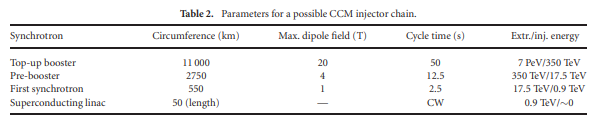 Table 2. Parameters for a possible CCM injector chain.
Synchrotron Circumference (km) Max. dipole field (T) Cycle time (s) Extr./inj. energy
Top-up booster 11 000 20 50 7 PeV/350 TeV
Pre-booster 2750 4 12.5 350 TeV/17.5 TeV
First synchrotron 550 1 2.5 17.5 TeV/0.9 TeV
Superconducting linac 50 (length) — CW 0.9 TeV/∼0